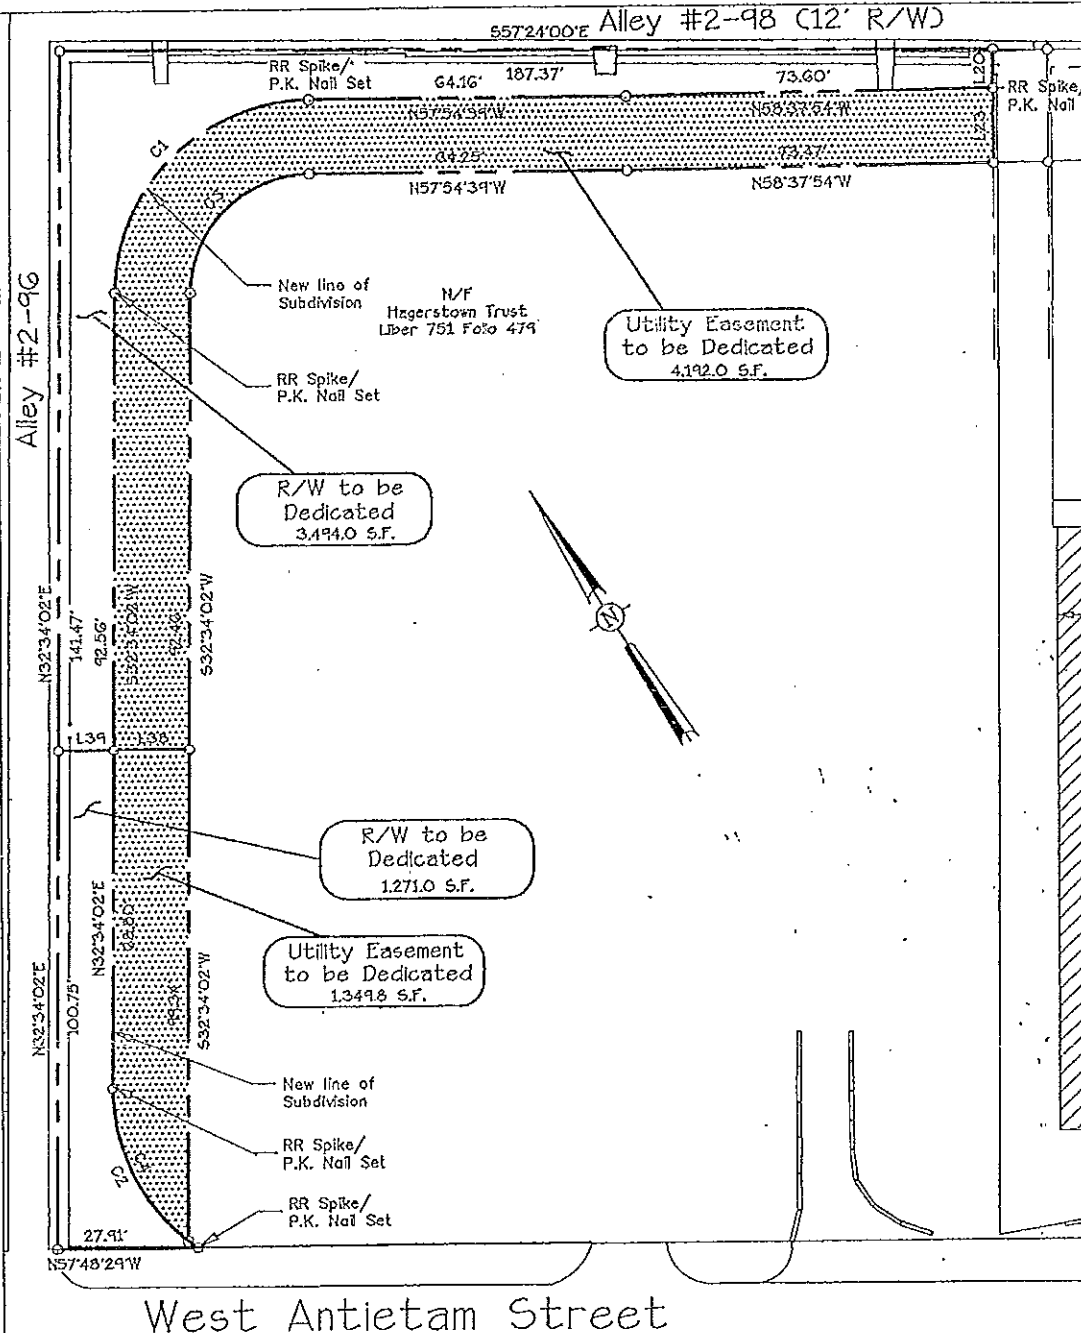 Alley #2-98 (12' R/W)
S57°24'00"E
RR Spike/
P.K. Nail Set
64.16'
187.37'
73.60'
L20
RR Spike/
P.K. Nail
N57°54'39"W
N58°37'54"W
L23
C1
64.25'
73.47'
N57°54'39"W
N58°37'54"W
New line of
Subdivision
N/F
Hagerstown Trust
Liber 751 Folio 479
Utility Easement
to be Dedicated
4,192.0 S.F.
Alley #2-96
RR Spike/
P.K. Nail Set
R/W to be
Dedicated
3,494.0 S.F.
N32°34'02"E
141.47'
92.56'
S32°34'02"W
92.46'
S32°34'02"W
N
L39
L38
R/W to be
Dedicated
1,271.0 S.F.
N32°34'02"E
Utility Easement
to be Dedicated
1,349.8 S.F.
N32°34'02"E
100.75'
S32°34'02"W
New line of
Subdivision
RR Spike/
P.K. Nail Set
C2
RR Spike/
P.K. Nail Set
27.91'
N57°48'29"W
West Antietam Street